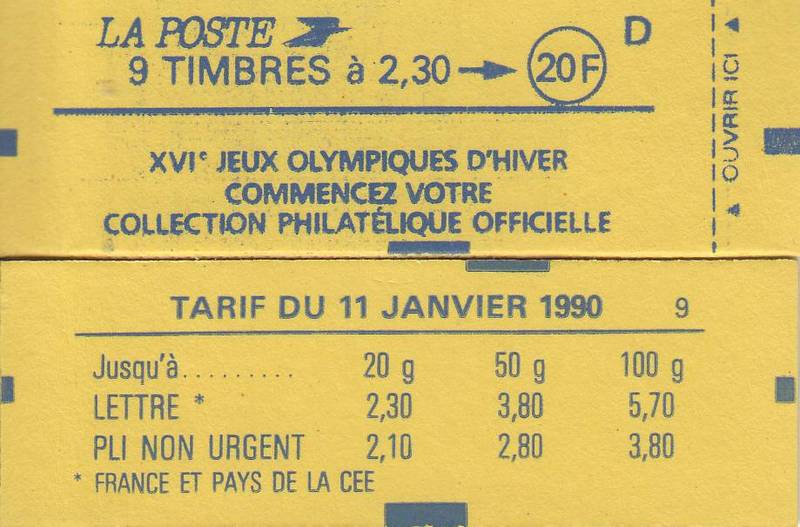 LA POSTE
D
9 TIMBRES à 2,30 → 20F
OUVRIR ICI
XVIe JEUX OLYMPIQUES D'HIVER
COMMENCEZ VOTRE
COLLECTION PHILATÉLIQUE OFFICIELLE
TARIF DU 11 JANVIER 1990 9
Jusqu'à......... 20 g 50 g 100 g
LETTRE * 2,30 3,80 5,70
PLI NON URGENT 2,10 2,80 3,80
* FRANCE ET PAYS DE LA CEE